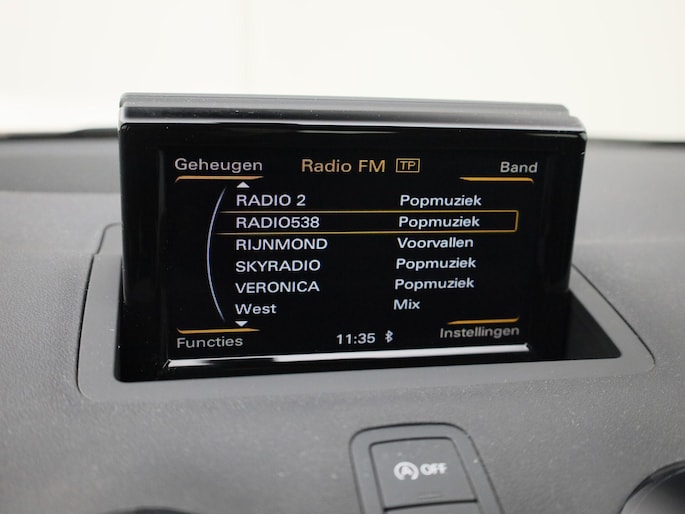 Geheugen Radio FM TP Band
RADIO 2 Popmuziek
RADIO538 Popmuziek
RIJNMOND Voorvallen
SKYRADIO Popmuziek
VERONICA Popmuziek
West Mix
Functies 11:35 Instellingen
A OFF